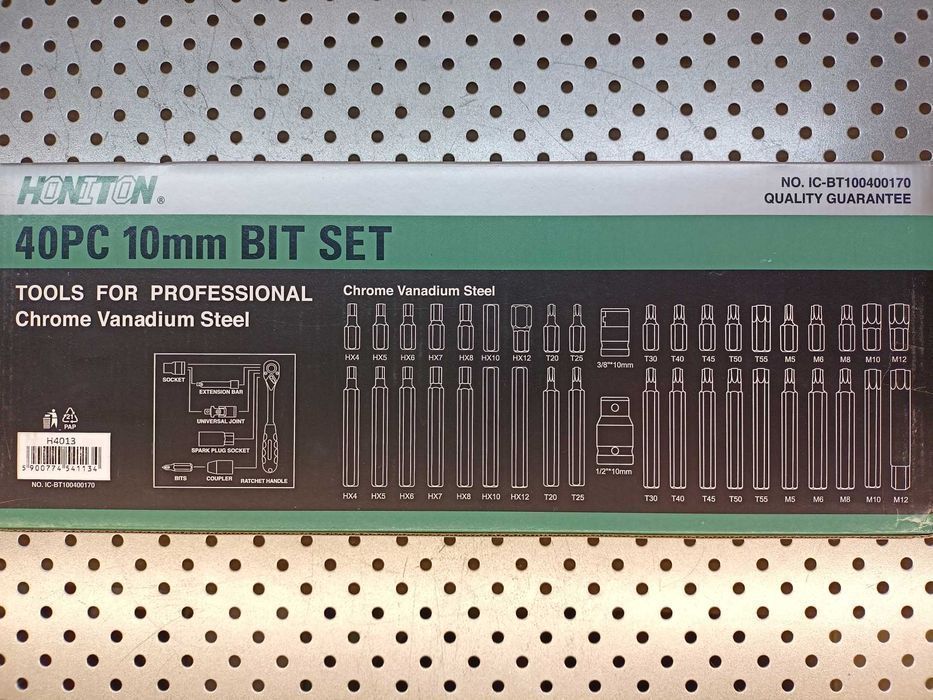 HONITON®
NO. IC-BT100400170
QUALITY GUARANTEE
40PC 10mm BIT SET
TOOLS FOR PROFESSIONAL
Chrome Vanadium Steel
Chrome Vanadium Steel
HX4 HX5 HX6 HX7 HX8 HX10 HX12 T20 T25 3/8"*10mm T30 T40 T45 T50 T55 M5 M6 M8 M10 M12
SOCKET
EXTENSION BAR
UNIVERSAL JOINT
SPARK PLUG SOCKET
BITS COUPLER RATCHET HANDLE
21
PAP
H4013
5900774541134
NO. IC-BT100400170
1/2"*10mm
HX4 HX5 HX6 HX7 HX8 HX10 HX12 T20 T25 T30 T40 T45 T50 T55 M5 M6 M8 M10 M12